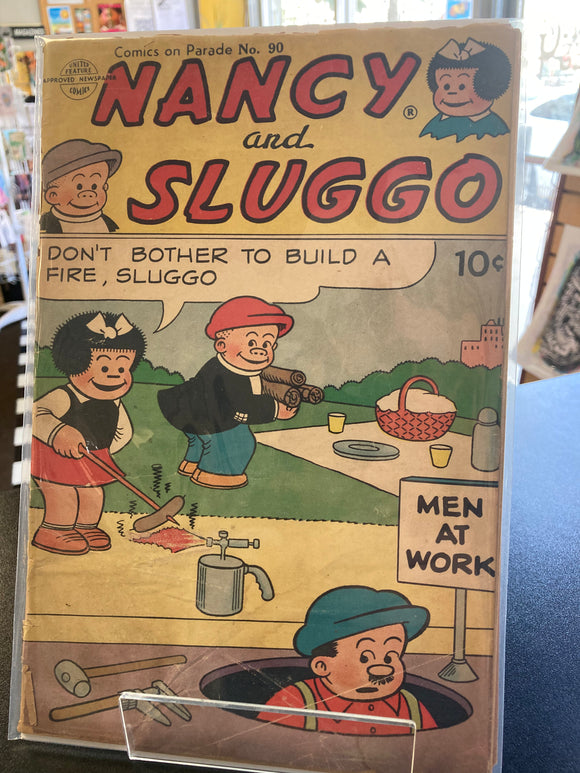 Comics on Parade No. 90
UNITED
FEATURE
APPROVED NEWSPAPER
COMICS
NANCY®
and
SLUGGO
DON'T BOTHER TO BUILD A
FIRE, SLUGGO
10¢
MEN
AT
WORK